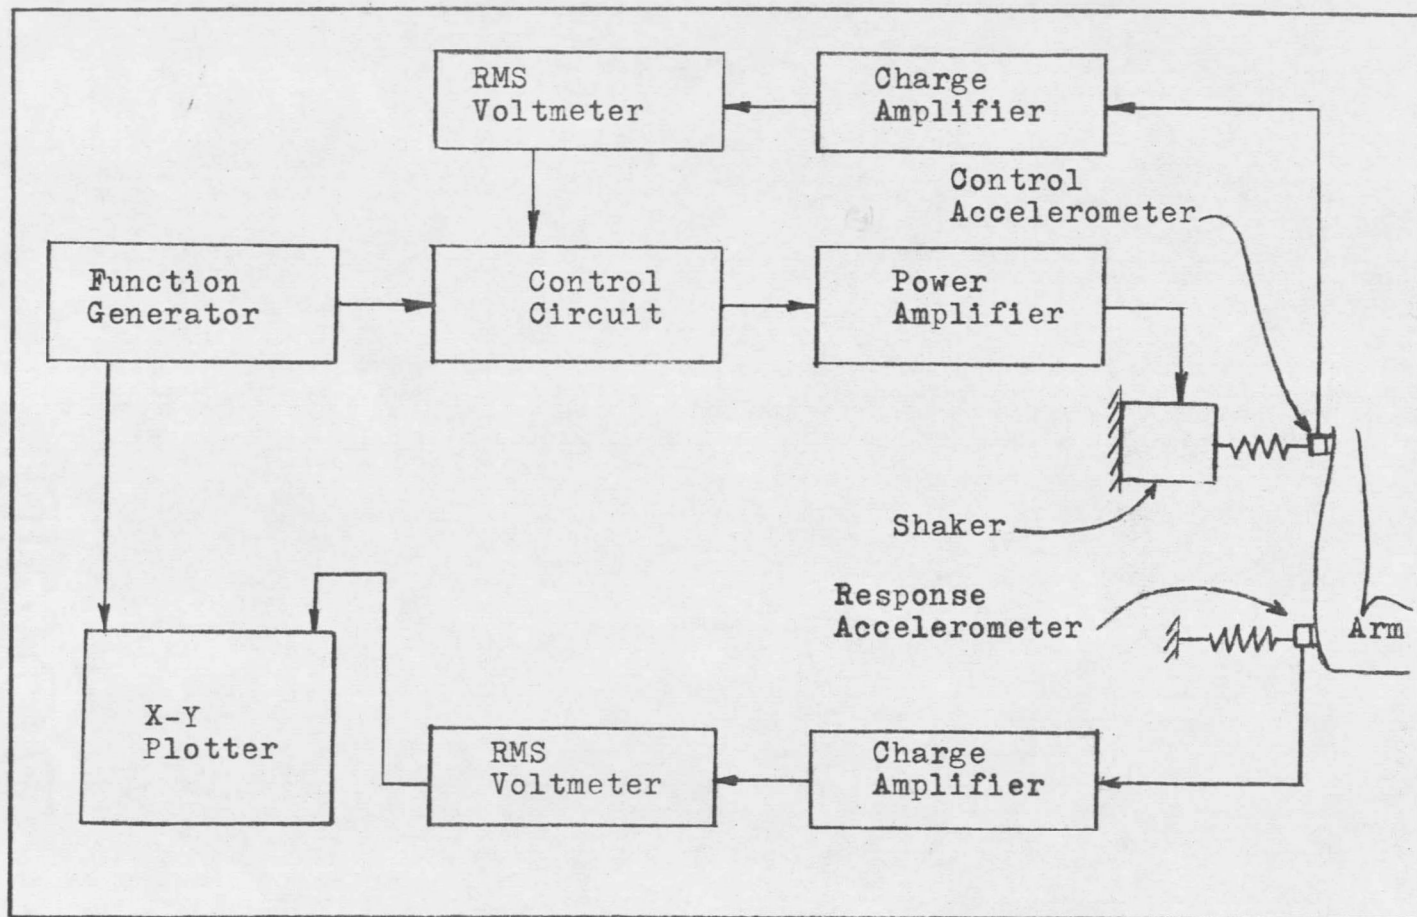 RMS
Voltmeter
Charge
Amplifier
Control
Accelerometer
Function
Generator
Control
Circuit
Power
Amplifier
Shaker
Response
Accelerometer
Arm
X-Y
Plotter
RMS
Voltmeter
Charge
Amplifier